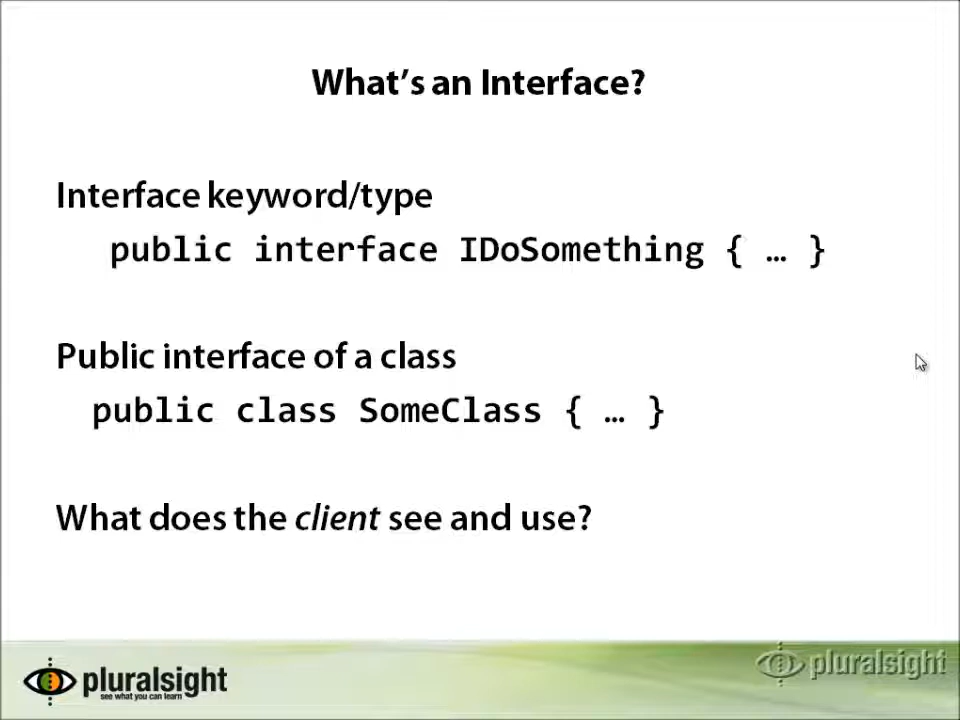 What's an Interface?
Interface keyword/type
public interface IDoSomething { … }
Public interface of a class
public class SomeClass { … }
What does the client see and use?
pluralsight
see what you can learn
pluralsight